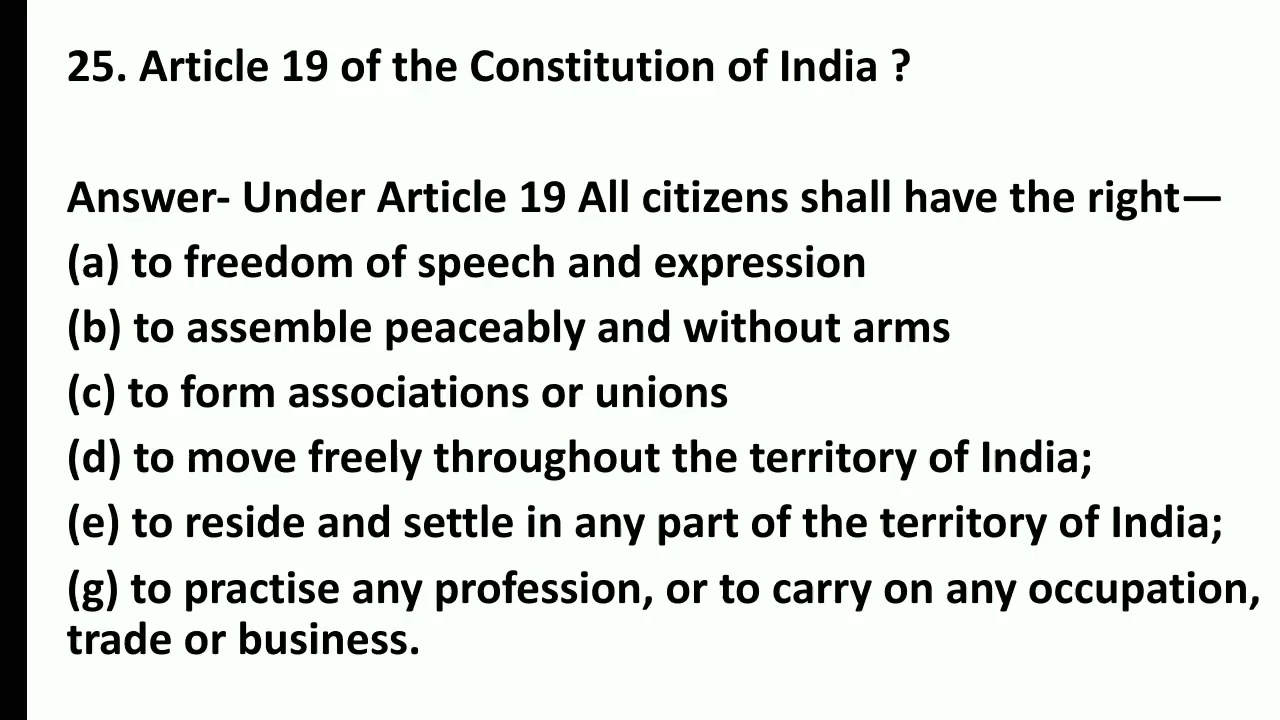 25. Article 19 of the Constitution of India ?
Answer- Under Article 19 All citizens shall have the right—
(a) to freedom of speech and expression
(b) to assemble peaceably and without arms
(c) to form associations or unions
(d) to move freely throughout the territory of India;
(e) to reside and settle in any part of the territory of India;
(g) to practise any profession, or to carry on any occupation,
trade or business.